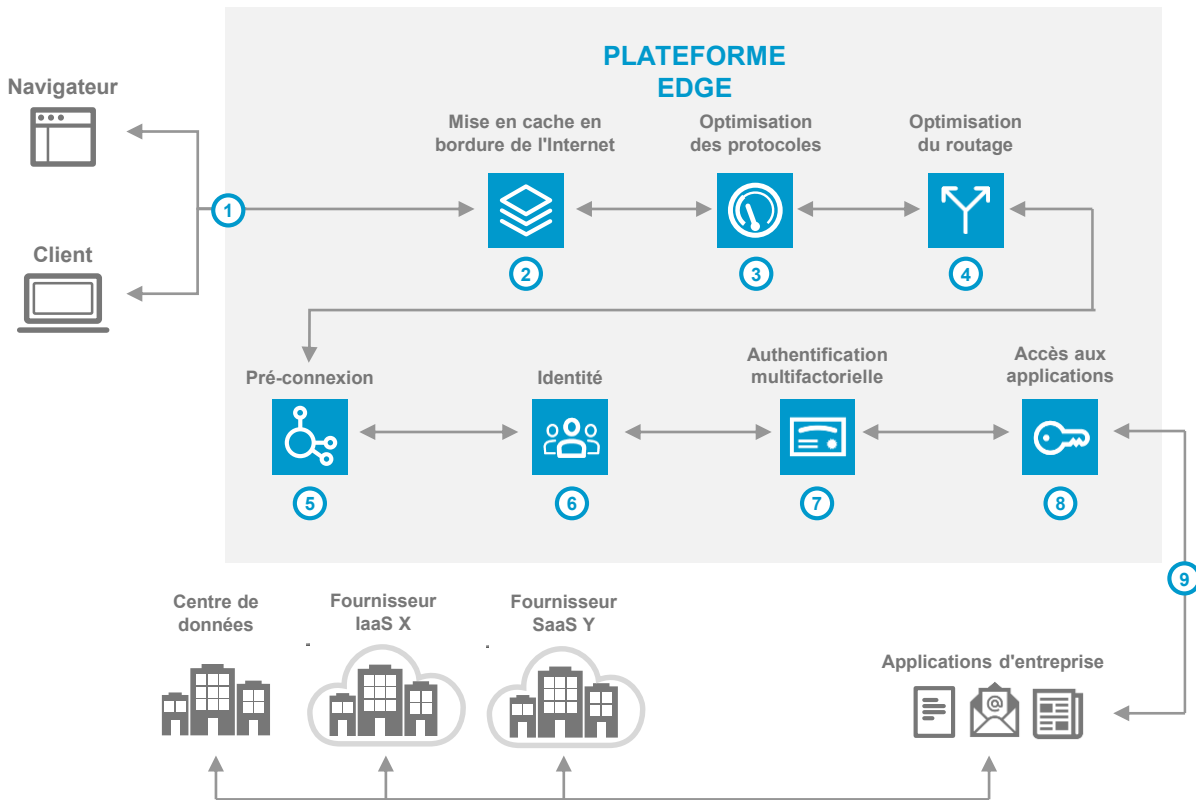 PLATEFORME
EDGE
Navigateur
Client
1
Mise en cache en
bordure de l'Internet
2
Optimisation
des protocoles
3
Optimisation
du routage
4
Pré-connexion
5
Identité
6
Authentification
multifactorielle
7
Accès aux
applications
8
9
Centre de
données
Fournisseur
IaaS X
Fournisseur
SaaS Y
Applications d'entreprise
@